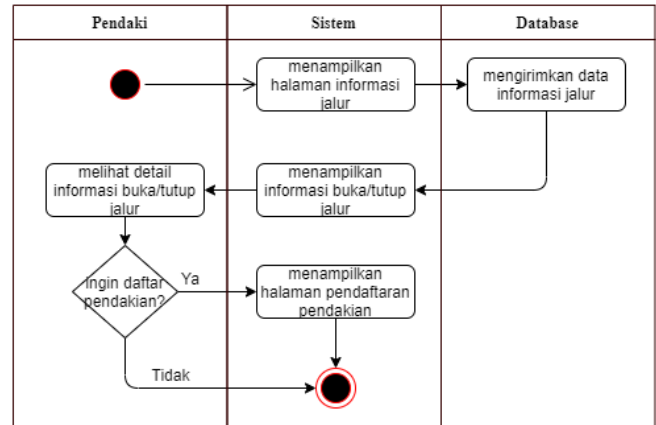 Pendaki
Sistem
Database
menampilkan
halaman informasi
jalur
mengirimkan data
informasi jalur
melihat detail
informasi buka/tutup
jalur
menampilkan
informasi buka/tutup
jalur
ingin daftar
pendakian?
Ya
menampilkan
halaman pendaftaran
pendakian
Tidak